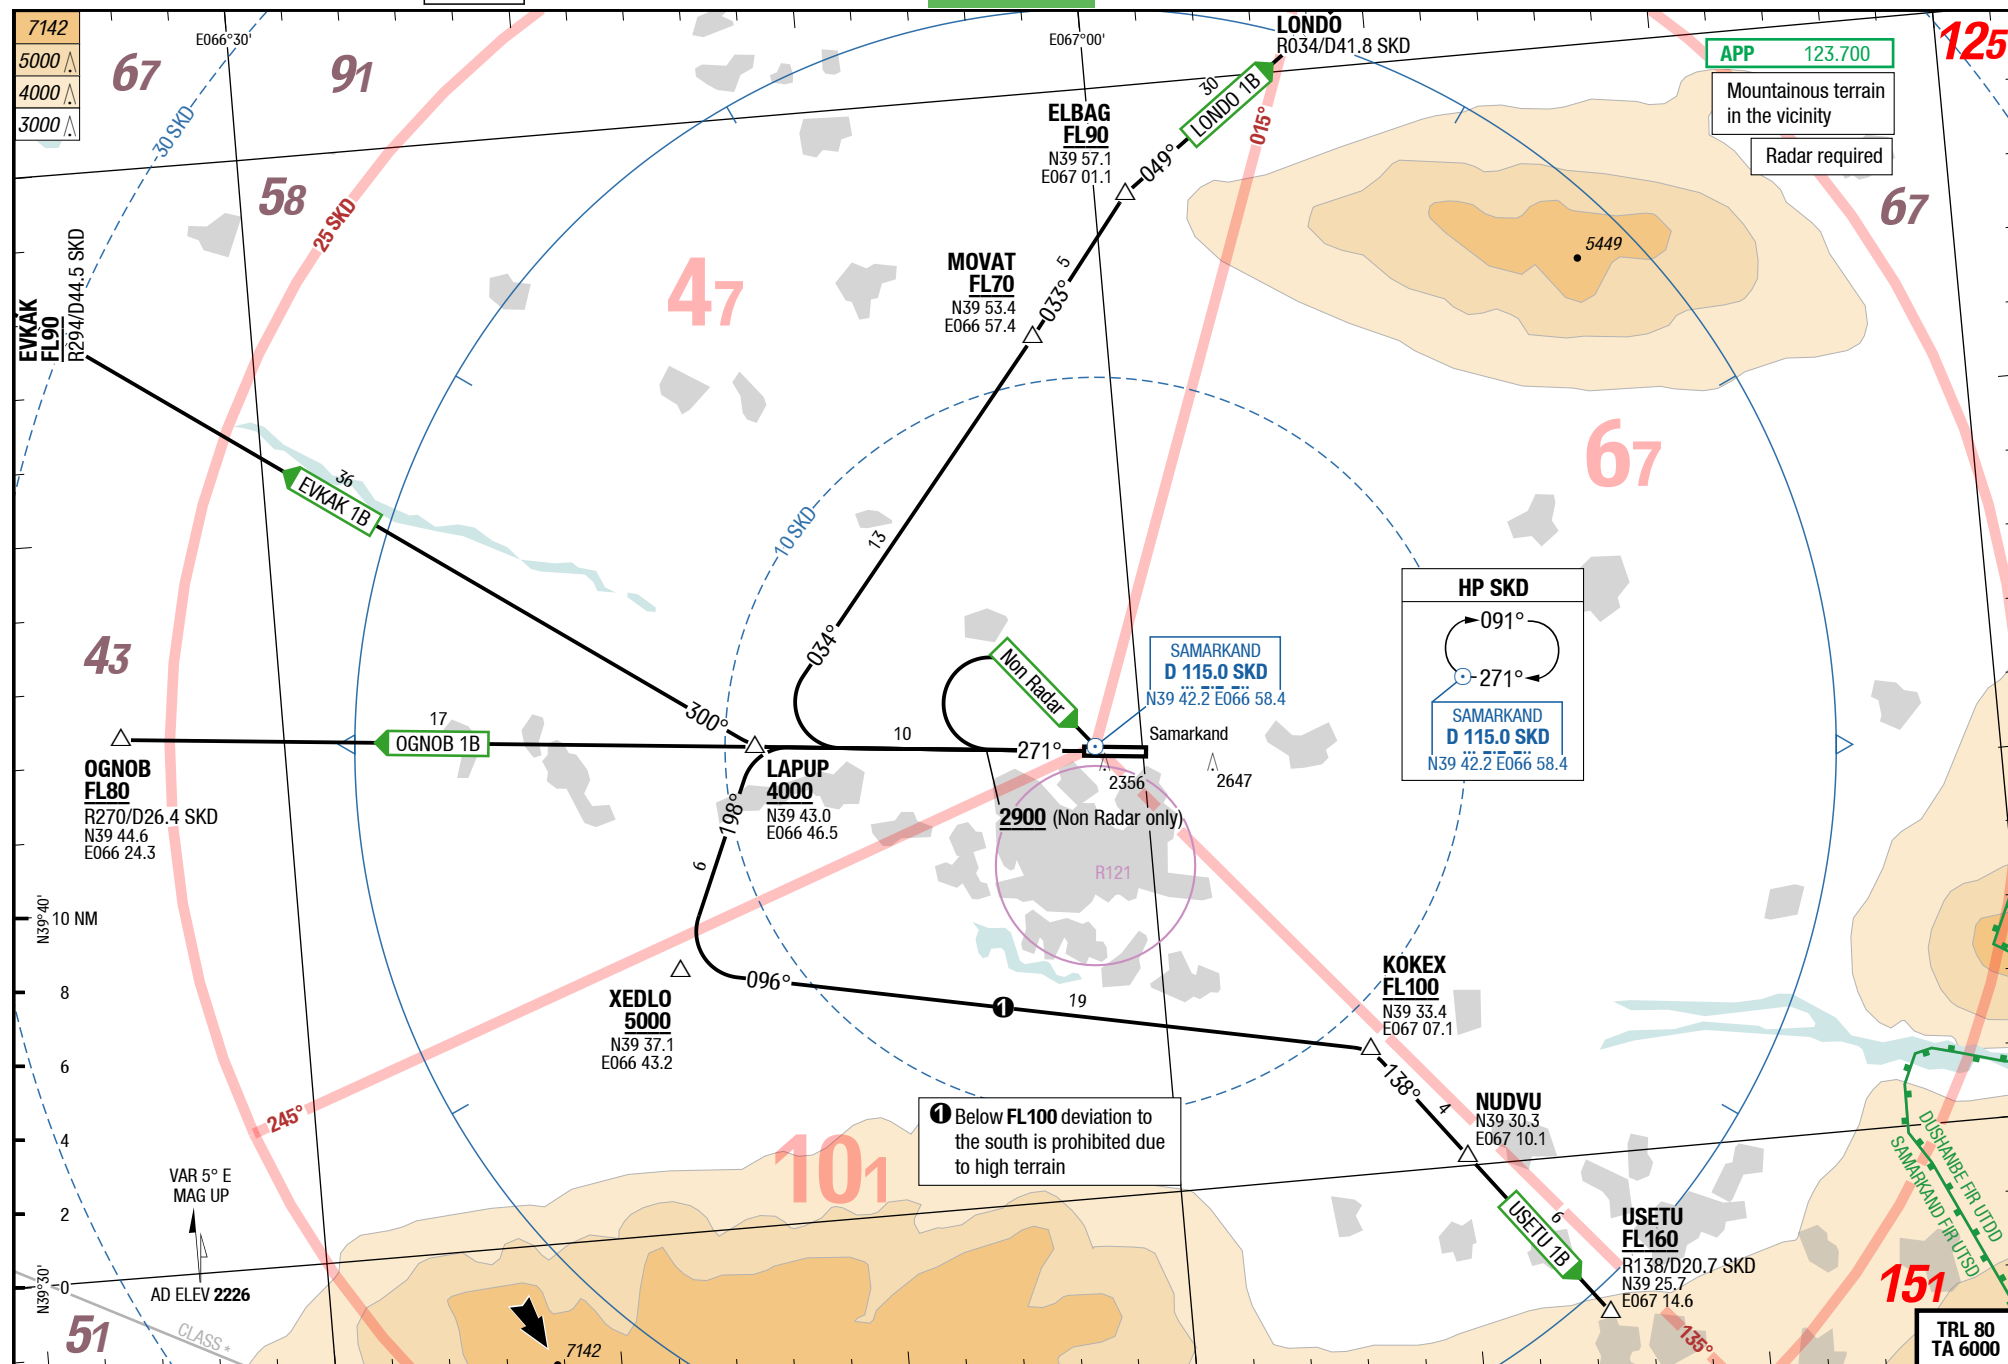 7142
5000
4000
3000
67
91
E066°30'
E067°00'
LONDO
R034/D41.8 SKD
APP 123.700
125
Mountainous terrain
in the vicinity
Radar required
30 SKD
58
25 SKD
ELBAG
FL90
N39 57.1
E067 01.1
30
LONDO 1B
015°
049°
67
5449
MOVAT
FL70
N39 53.4
E066 57.4
5
033°
47
EVKAK
FL90
R294/D44.5 SKD
36
EVKAK 1B
67
10 SKD
13
034°
HP SKD
091°
271°
SAMARKAND
D 115.0 SKD
N39 42.2 E066 58.4
Non Radar
SAMARKAND
D 115.0 SKD
N39 42.2 E066 58.4
Samarkand
43
300°
17
OGNOB 1B
10
271°
OGNOB
FL80
R270/D26.4 SKD
N39 44.6
E066 24.3
LAPUP
4000
N39 43.0
E066 46.5
198°
2356
2647
2900 (Non Radar only)
R121
6
N39°40'
10 NM
8
6
4
2
0
N39°30'
XEDLO
5000
N39 37.1
E066 43.2
096°
1
19
KOKEX
FL100
N39 33.4
E067 07.1
138°
4
NUDVU
N39 30.3
E067 10.1
245°
1 Below FL100 deviation to
the south is prohibited due
to high terrain
101
VAR 5° E
MAG UP
AD ELEV 2226
6
USETU 1B
USETU
FL160
R138/D20.7 SKD
N39 25.7
E067 14.6
DUSHANBE FIR UTDD
SAMARKAND FIR UTSD
151
51
CLASS *
7142
135°
TRL 80
TA 6000